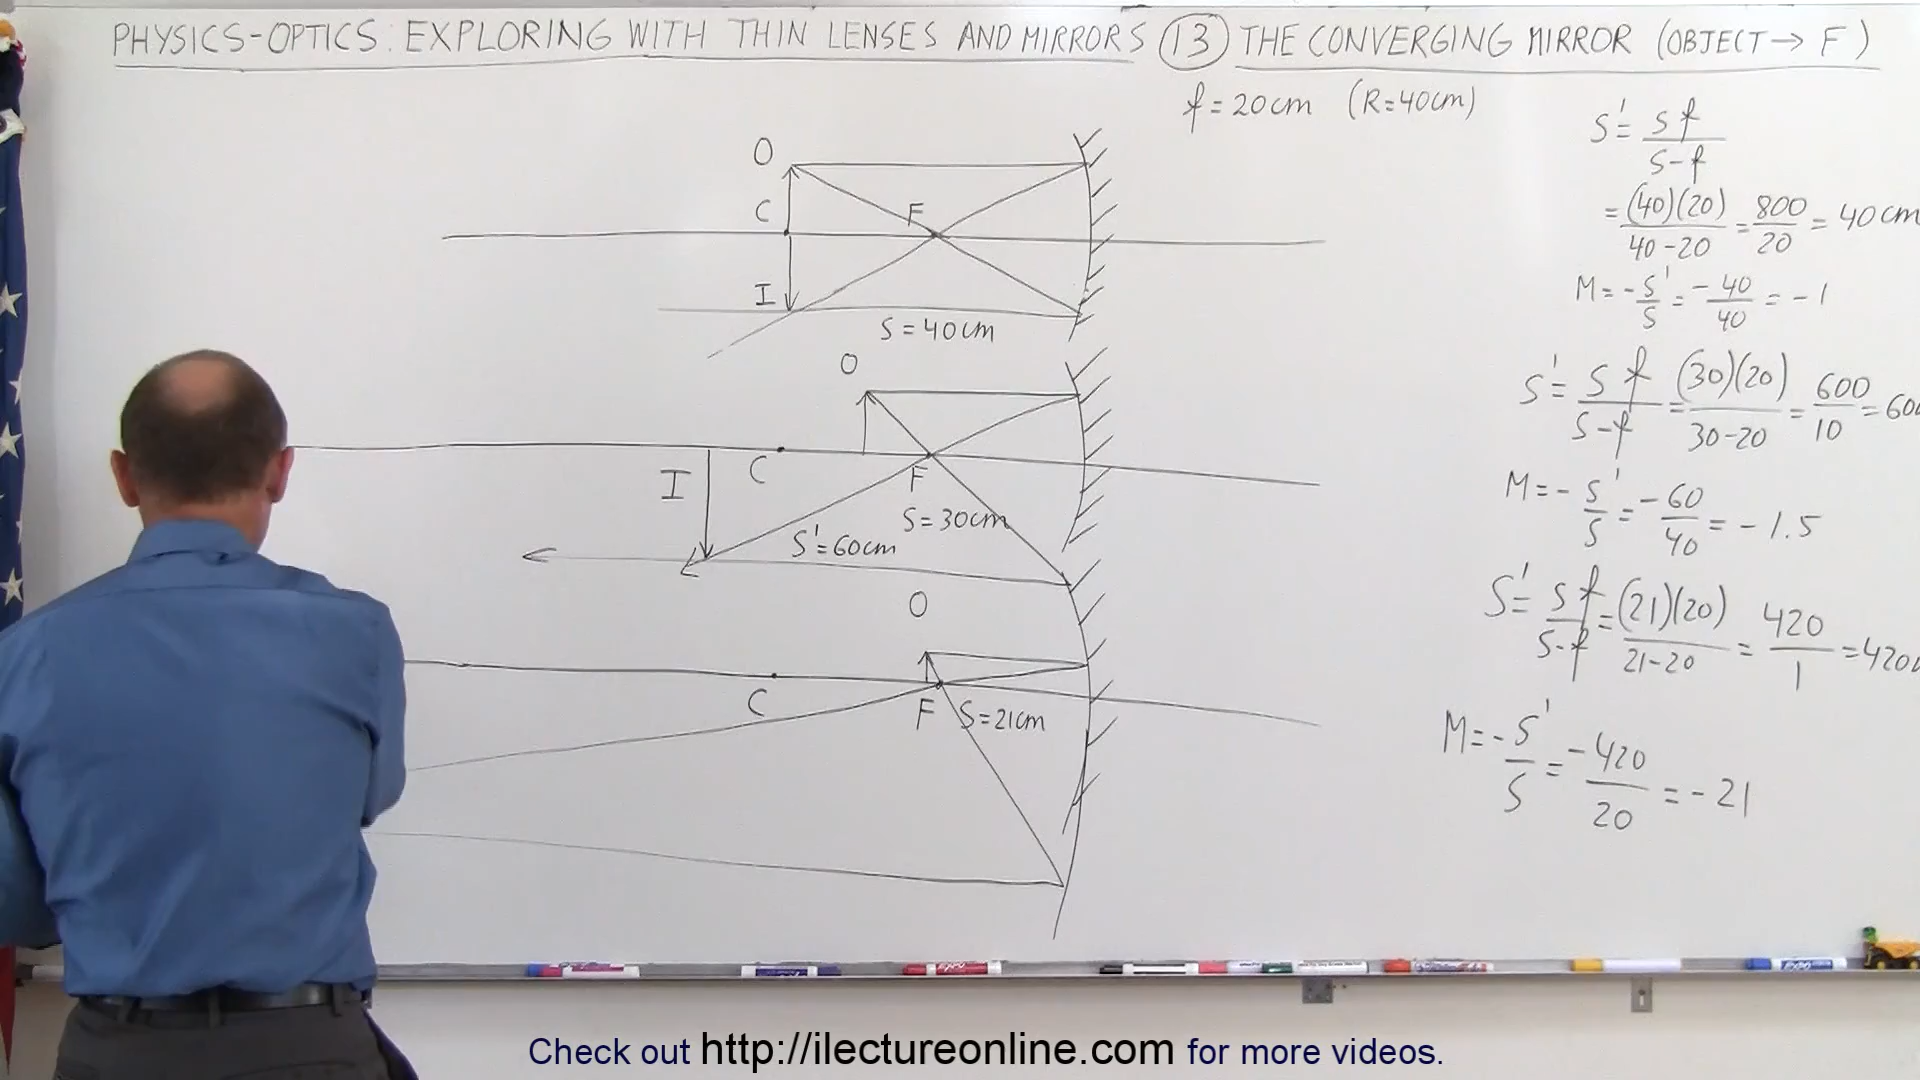 PHYSICS-OPTICS: EXPLORING WITH THIN LENSES AND MIRRORS (13) THE CONVERGING MIRROR (OBJECT→ F)
f = 20cm (R=40cm)
O
C
F
I
S = 40cm
O
I
C
F
S = 30cm
S' = 60cm
O
C
F
S = 21cm
S' = S f / S-f
= (40)(20) / 40-20 = 800 / 20 = 40cm
M = - S' / S = - 40 / 40 = - 1
S' = S f / S-f = (30)(20) / 30-20 = 600 / 10 = 60
M = - S' / S = - 60 / 40 = - 1.5
S' = S f / S-f = (21)(20) / 21-20 = 420 / 1 = 420
M = - S' / S = - 420 / 20 = - 21
Check out http://ilectureonline.com for more videos.